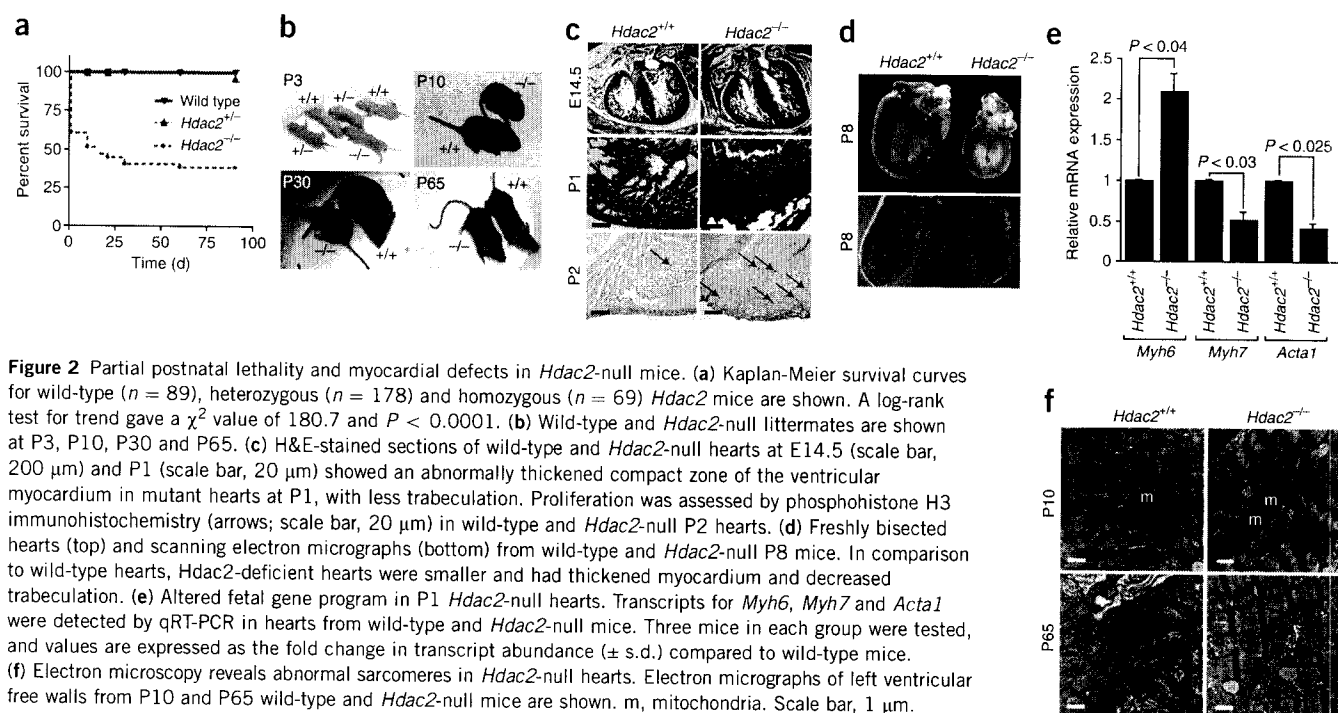 a
100
75
50
25
0
Percent survival
0 25 50 75 100
Time (d)
Wild type
Hdac2+/−
Hdac2−/−
b
P3
+/+
+/−
+/+
+/−
−/−
P10
−/−
+/+
P30
−/−
+/+
P65
+/+
−/−
c
Hdac2+/+ Hdac2−/−
E14.5
P1
P2
d
Hdac2+/+ Hdac2−/−
P8
P8
e
P < 0.04
P < 0.03
P < 0.025
2.5
2.0
1.5
1.0
0.5
0
Relative mRNA expression
Hdac2+/+ Hdac2−/− Hdac2+/+ Hdac2−/− Hdac2+/+ Hdac2−/−
Myh6 Myh7 Acta1
Figure 2 Partial postnatal lethality and myocardial defects in Hdac2-null mice. (a) Kaplan-Meier survival curves
for wild-type (n = 89), heterozygous (n = 178) and homozygous (n = 69) Hdac2 mice are shown. A log-rank
test for trend gave a χ2 value of 180.7 and P < 0.0001. (b) Wild-type and Hdac2-null littermates are shown
at P3, P10, P30 and P65. (c) H&E-stained sections of wild-type and Hdac2-null hearts at E14.5 (scale bar,
200 μm) and P1 (scale bar, 20 μm) showed an abnormally thickened compact zone of the ventricular
myocardium in mutant hearts at P1, with less trabeculation. Proliferation was assessed by phosphohistone H3
immunohistochemistry (arrows; scale bar, 20 μm) in wild-type and Hdac2-null P2 hearts. (d) Freshly bisected
hearts (top) and scanning electron micrographs (bottom) from wild-type and Hdac2-null P8 mice. In comparison
to wild-type hearts, Hdac2-deficient hearts were smaller and had thickened myocardium and decreased
trabeculation. (e) Altered fetal gene program in P1 Hdac2-null hearts. Transcripts for Myh6, Myh7 and Acta1
were detected by qRT-PCR in hearts from wild-type and Hdac2-null mice. Three mice in each group were tested,
and values are expressed as the fold change in transcript abundance (± s.d.) compared to wild-type mice.
(f) Electron microscopy reveals abnormal sarcomeres in Hdac2-null hearts. Electron micrographs of left ventricular
free walls from P10 and P65 wild-type and Hdac2-null mice are shown. m, mitochondria. Scale bar, 1 μm.
f
Hdac2+/+ Hdac2−/−
P10
m
m
m
P65